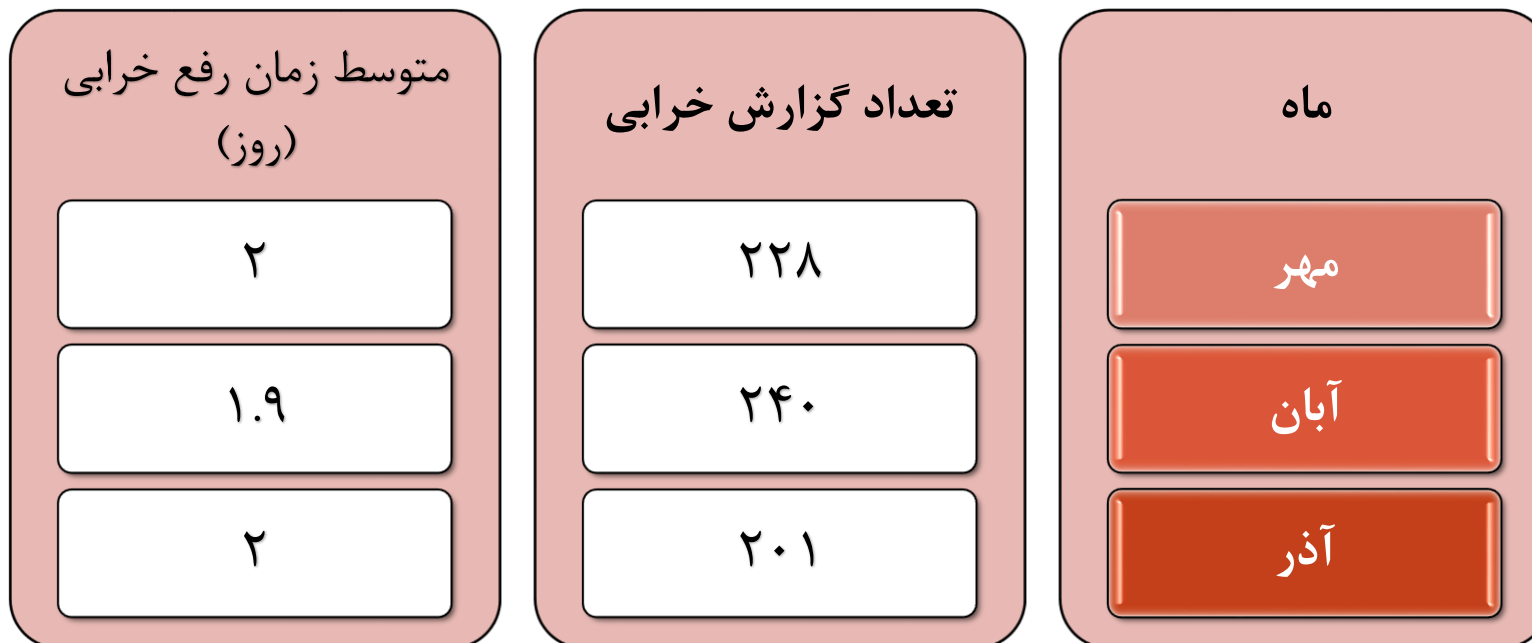 ماه
تعداد گزارش خرابی
متوسط زمان رفع خرابی
(روز)
مهر
۲۲۸
۲
آبان
۲۴۰
۱.۹
آذر
۲۰۱
۲